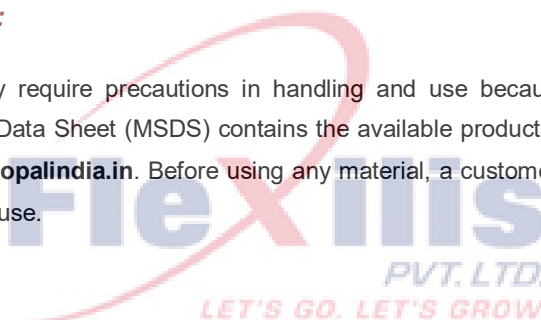 require precautions in handling and use becau
Data Sheet (MSDS) contains the available product
opalindia.in. Before using any material, a custome
use.
Flexilis
PVT. LTD.
LET'S GO. LET'S GROW